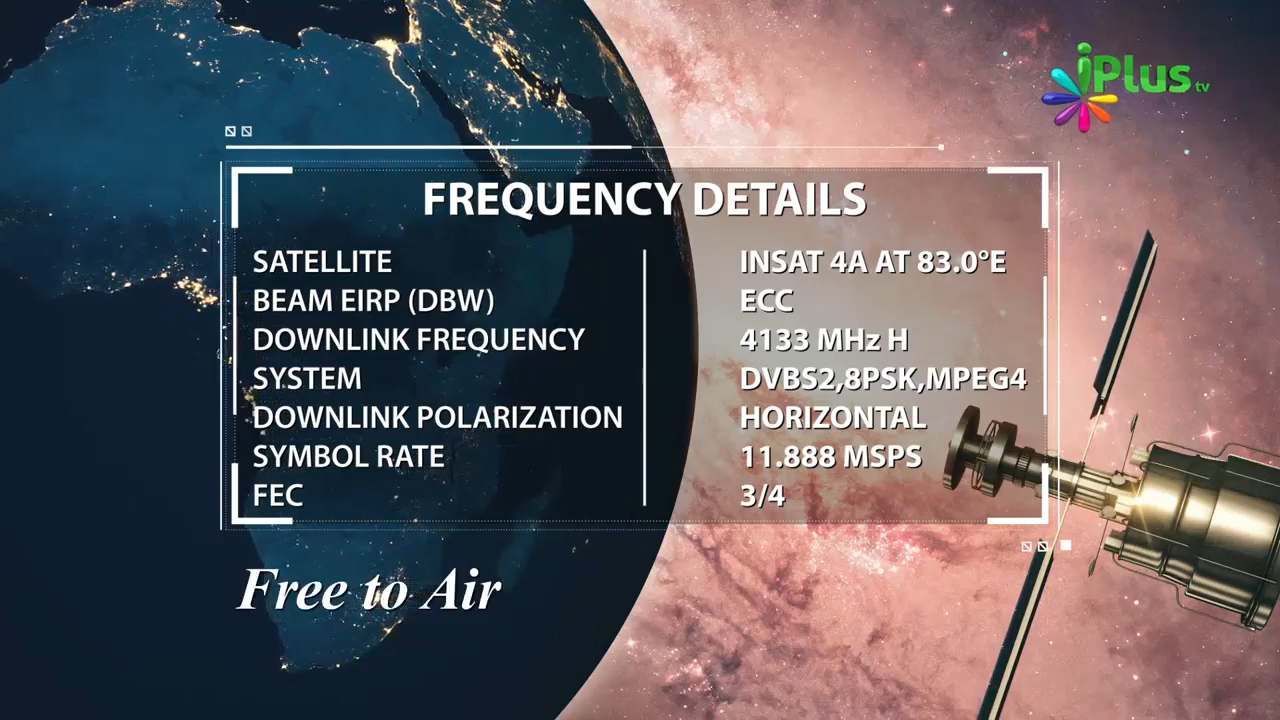 iPlus tv
FREQUENCY DETAILS
SATELLITE INSAT 4A AT 83.0°E
BEAM EIRP (DBW) ECC
DOWNLINK FREQUENCY 4133 MHz H
SYSTEM DVBS2,8PSK,MPEG4
DOWNLINK POLARIZATION HORIZONTAL
SYMBOL RATE 11.888 MSPS
FEC 3/4
Free to Air